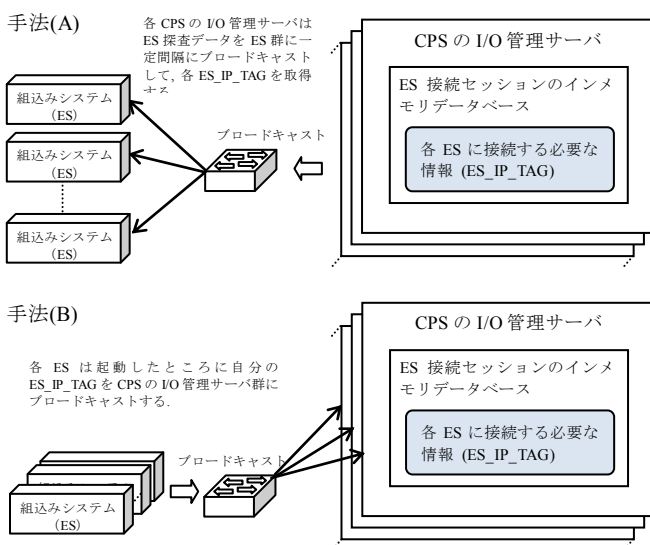 手法(A)
各 CPS の I/O 管理サーバは
ES 探査データを ES 群に一
定間隔にブロードキャスト
して, 各 ES_IP_TAG を取得
する
組込みシステム
(ES)
組込みシステム
(ES)
組込みシステム
(ES)
ブロードキャスト
CPS の I/O 管理サーバ
ES 接続セッションのインメ
モリデータベース
各 ES に接続する必要な
情報 (ES_IP_TAG)
手法(B)
各 ES は起動したところに自分の
ES_IP_TAG を CPS の I/O 管理サーバ群に
ブロードキャストする.
組込みシステム
(ES)
ブロードキャスト
CPS の I/O 管理サーバ
ES 接続セッションのインメ
モリデータベース
各 ES に接続する必要な
情報 (ES_IP_TAG)